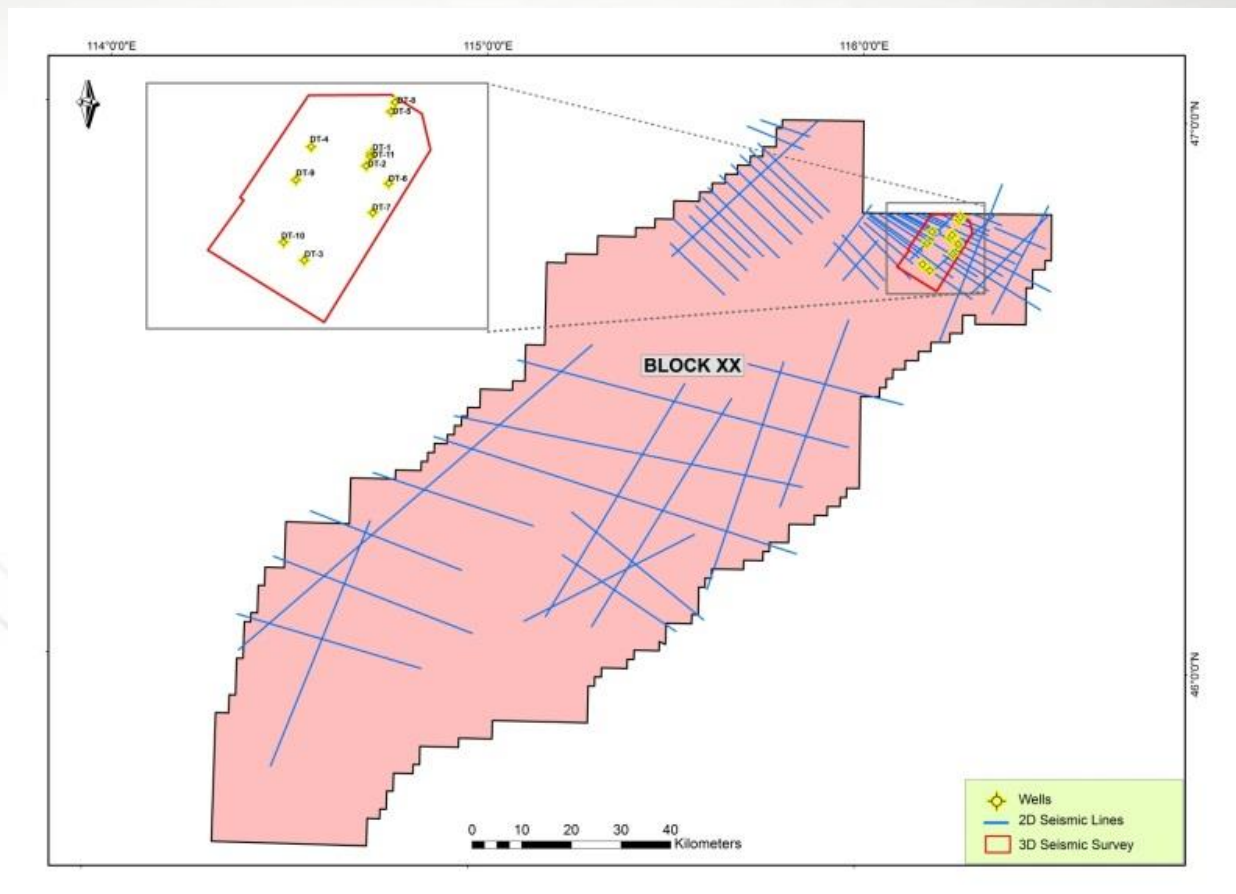 114°0'0"E
115°0'0"E
116°0'0"E
47°0'0"N
DT-5
DT-4
DT-1
DT-11
DT-2
DT-9
DT-6
DT-7
DT-10
DT-3
BLOCK XX
46°0'0"N
0 10 20 30 40
Kilometers
Wells
2D Seismic Lines
3D Seismic Survey